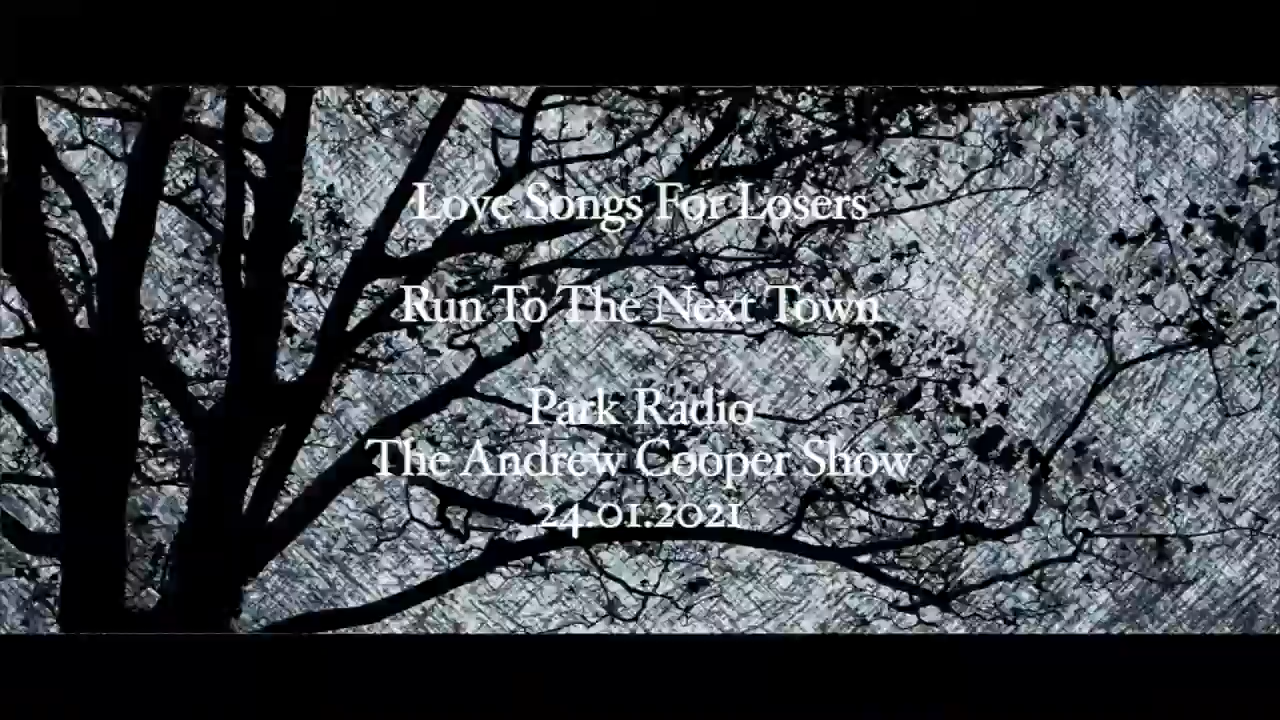 Love Songs For Losers
Run To The Next Town
Park Radio
The Andrew Cooper Show
24.01.2021